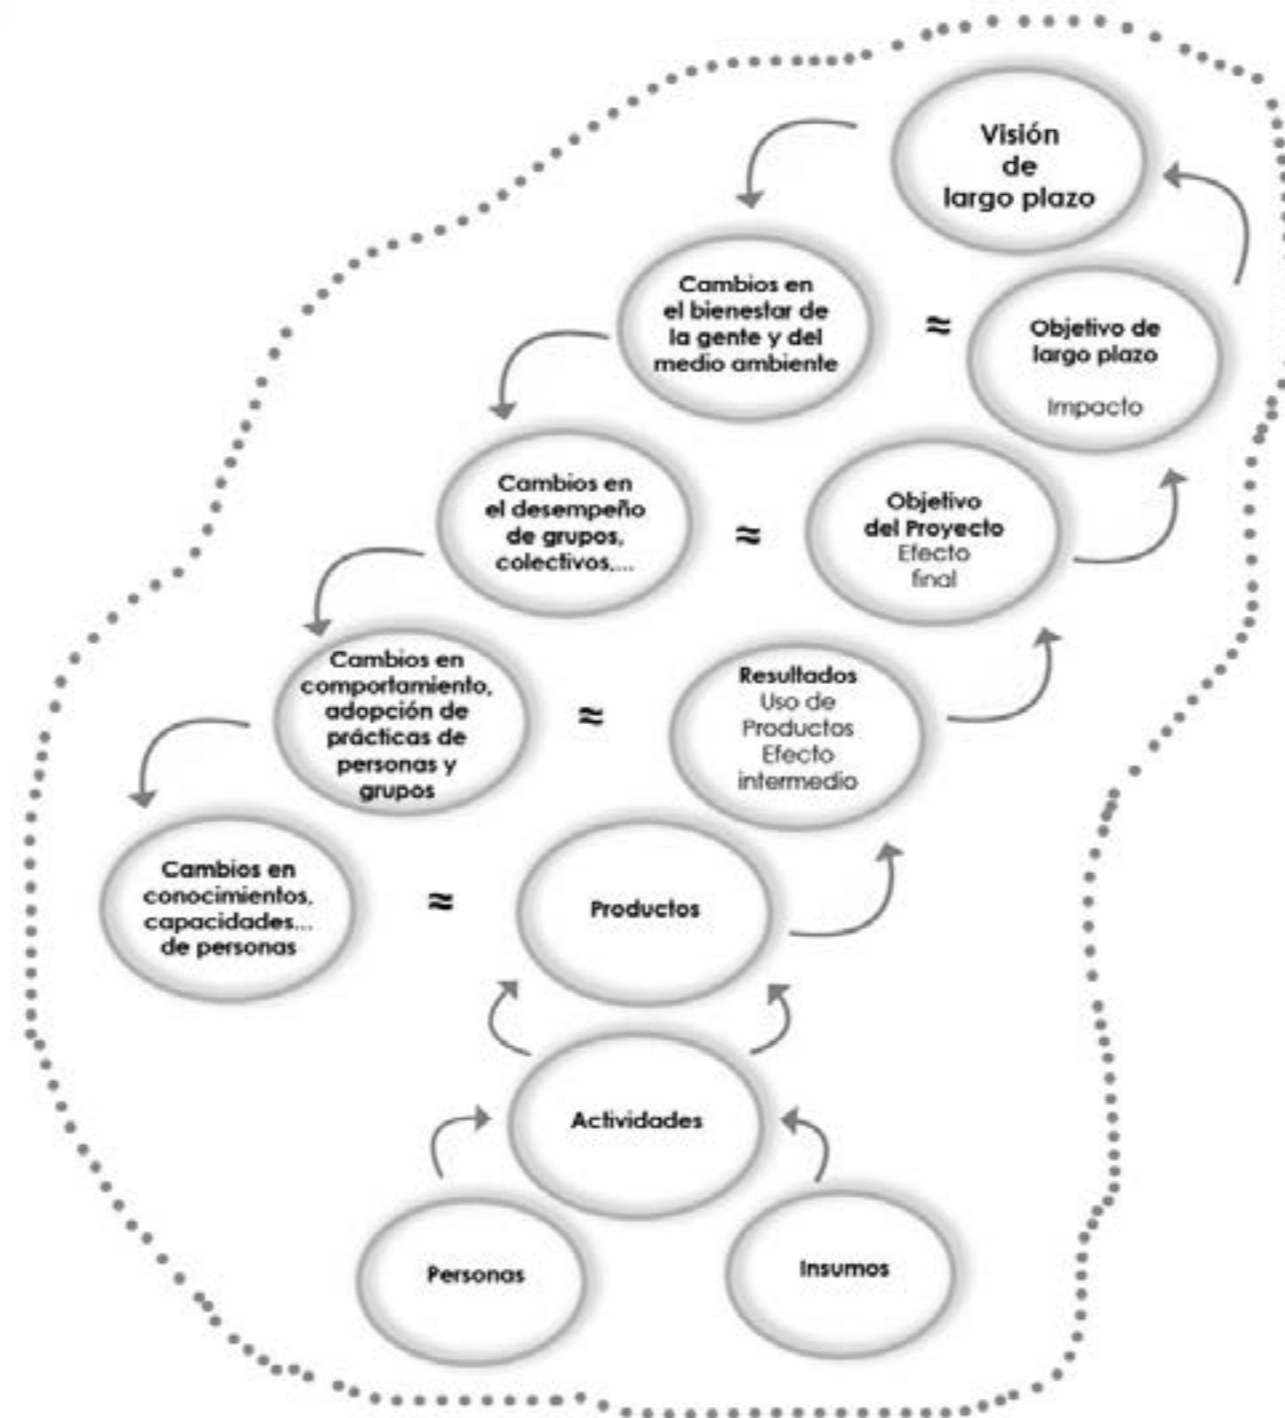 Visión
de
largo plazo
Cambios en
el bienestar de
la gente y del
medio ambiente
≈
Objetivo de
largo plazo
Impacto
Cambios en
el desempeño
de grupos,
colectivos,...
≈
Objetivo
del Proyecto
Efecto
final
Cambios en
comportamiento,
adopción de
prácticas de
personas y
grupos
≈
Resultados
Uso de
Productos
Efecto
intermedio
Cambios en
conocimientos,
capacidades...
de personas
≈
Productos
Actividades
Personas
Insumos